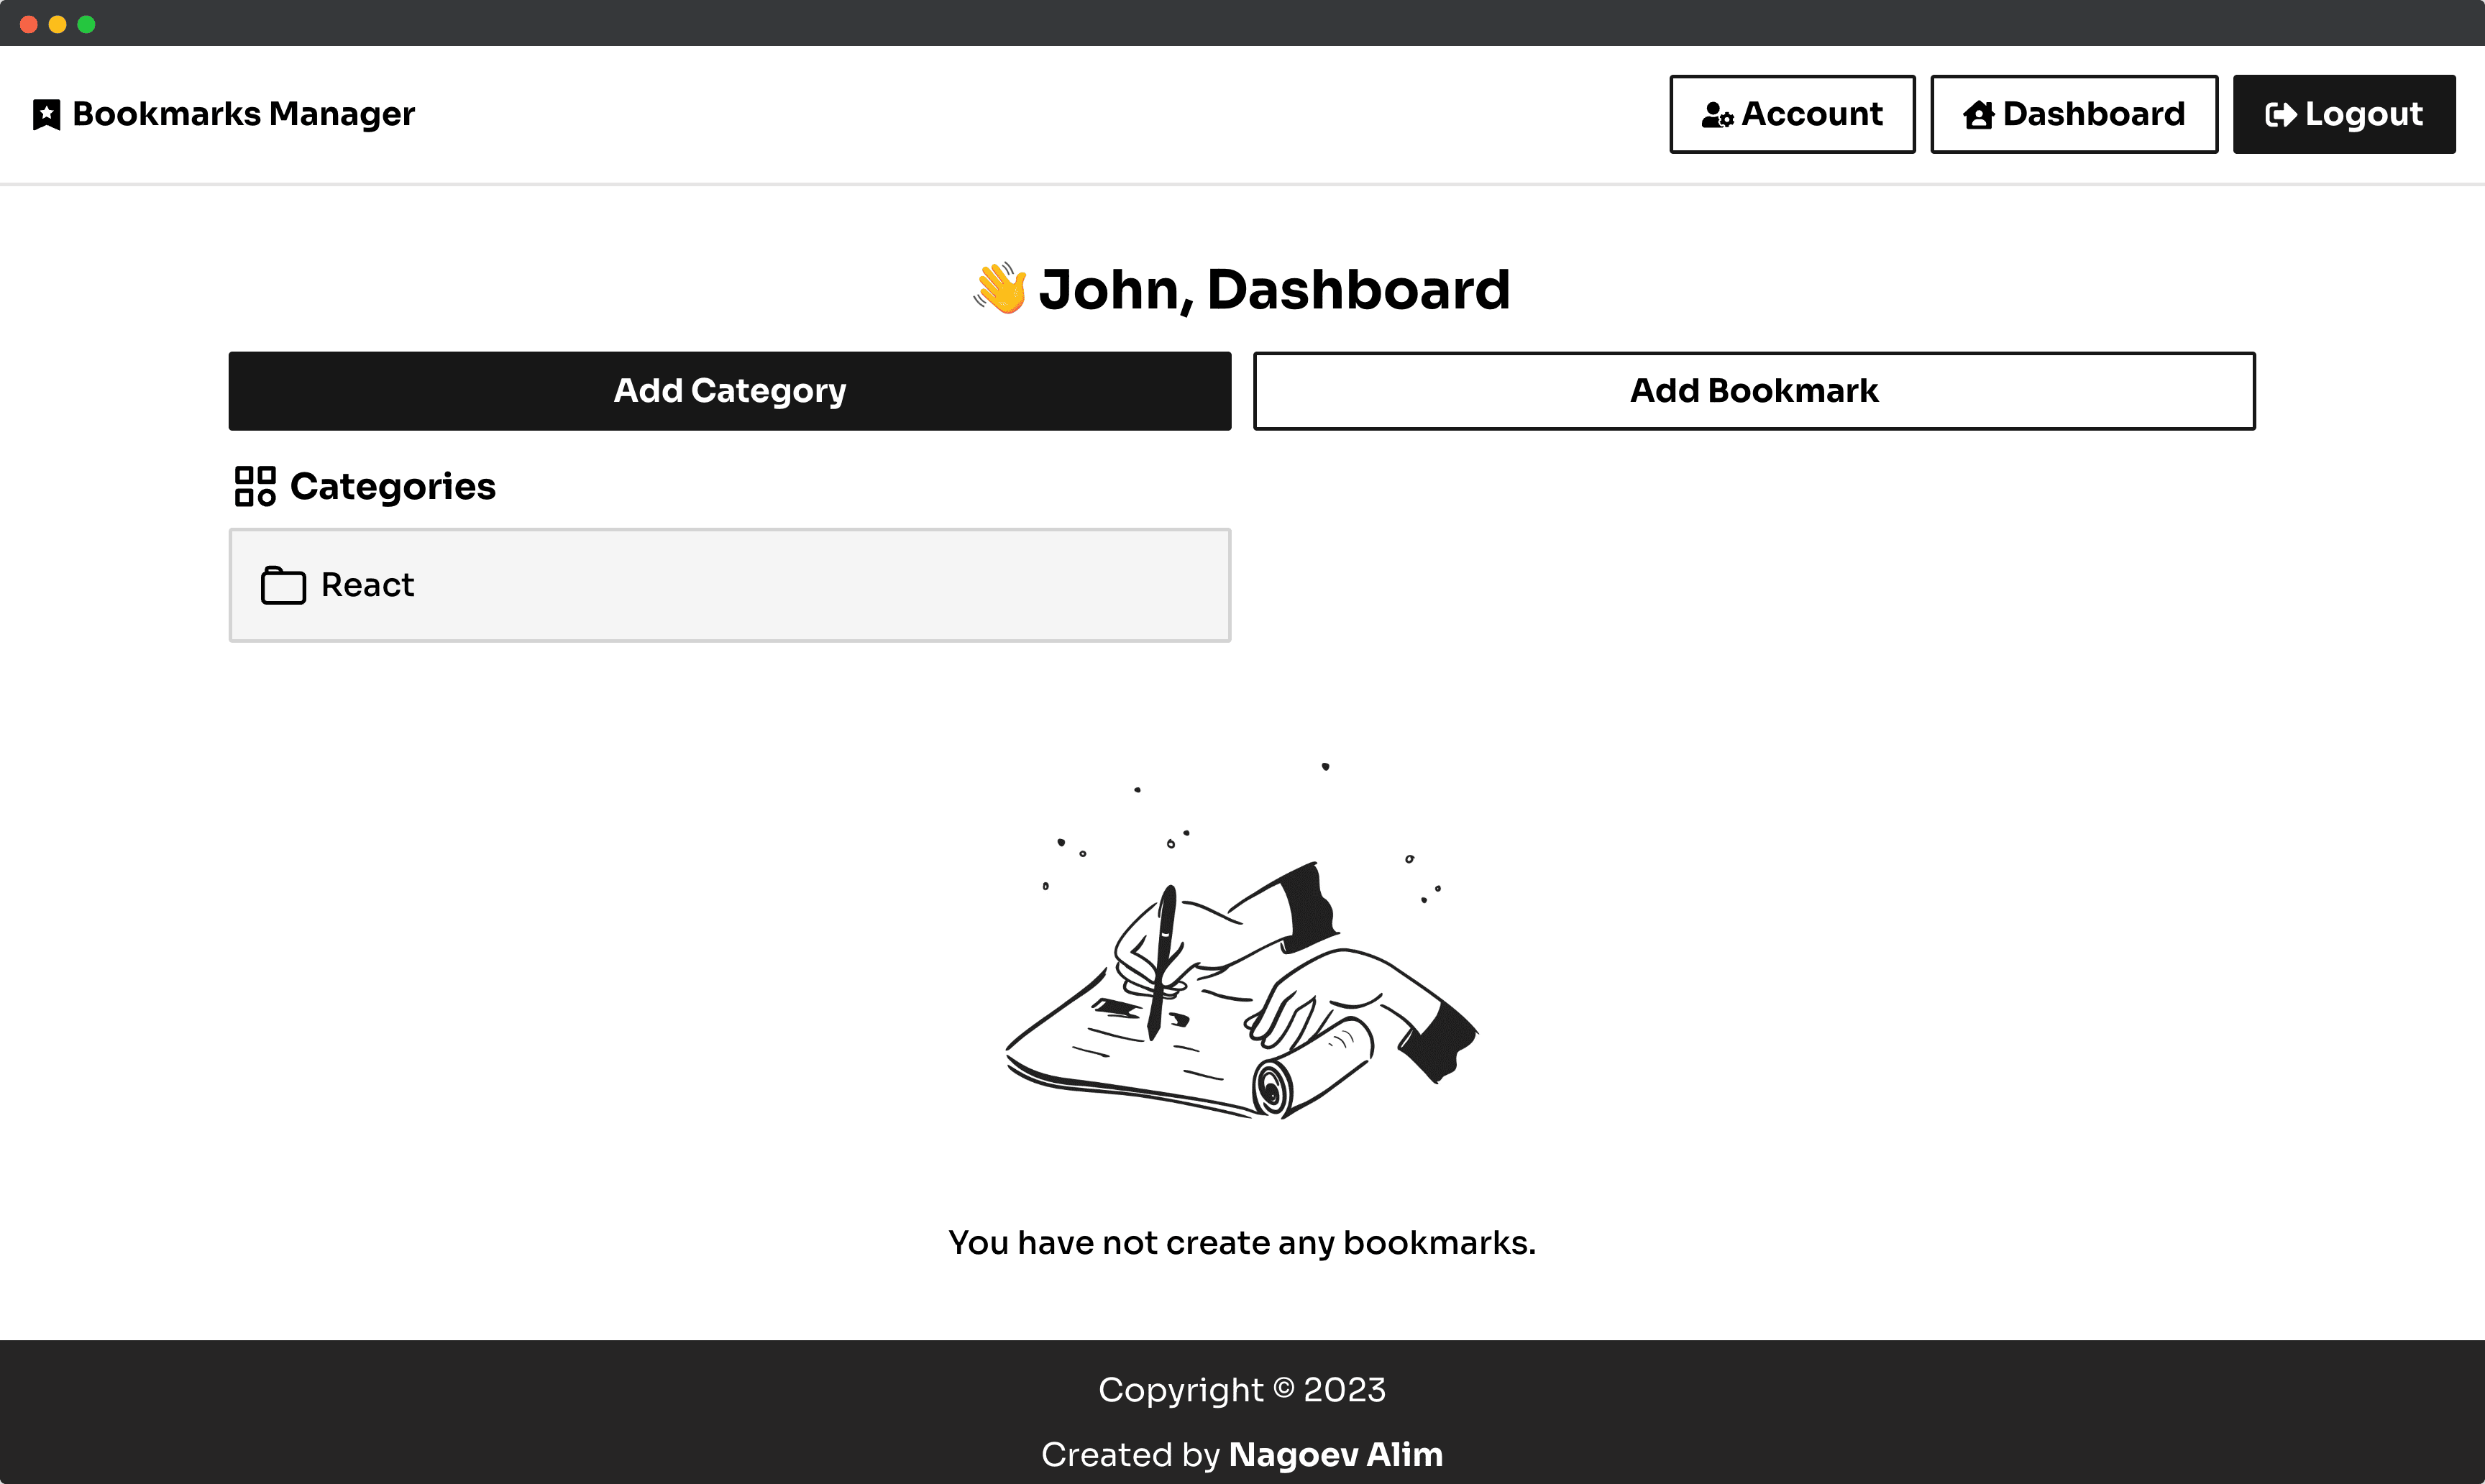 Bookmarks Manager
Account
Dashboard
Logout
👋 John, Dashboard
Add Category
Add Bookmark
Categories
React
You have not create any bookmarks.
Copyright © 2023
Created by Nagoev Alim